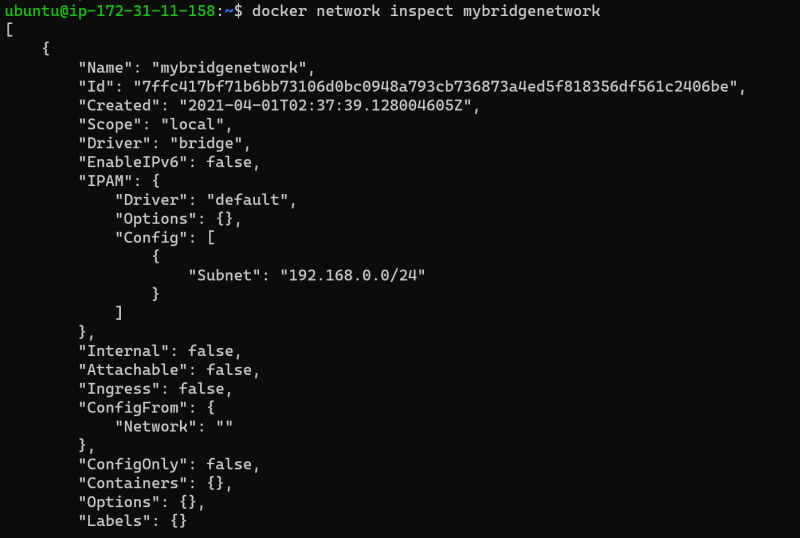 ubuntu@ip-172-31-11-158:~$ docker network inspect mybridgenetwork
[
    {
        "Name": "mybridgenetwork",
        "Id": "7ffc417bf71b6bb73106d0bc0948a793cb736873a4ed5f818356df561c2406be",
        "Created": "2021-04-01T02:37:39.128004605Z",
        "Scope": "local",
        "Driver": "bridge",
        "EnableIPv6": false,
        "IPAM": {
            "Driver": "default",
            "Options": {},
            "Config": [
                {
                    "Subnet": "192.168.0.0/24"
                }
            ]
        },
        "Internal": false,
        "Attachable": false,
        "Ingress": false,
        "ConfigFrom": {
            "Network": ""
        },
        "ConfigOnly": false,
        "Containers": {},
        "Options": {},
        "Labels": {}